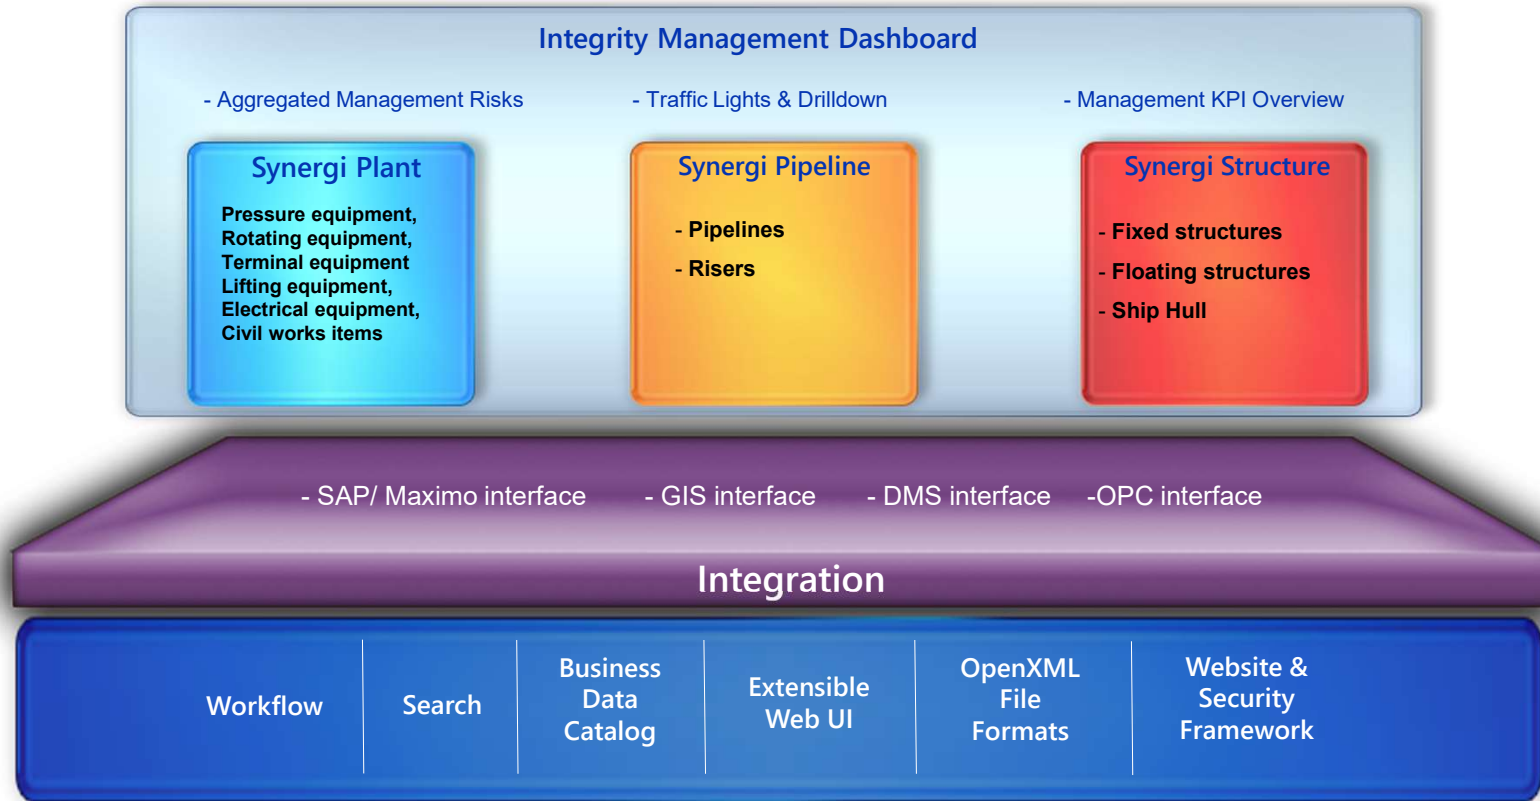 Integrity Management Dashboard
- Aggregated Management Risks
- Traffic Lights & Drilldown
- Management KPI Overview
Synergi Plant
Pressure equipment,
Rotating equipment,
Terminal equipment
Lifting equipment,
Electrical equipment,
Civil works items
Synergi Pipeline
- Pipelines
- Risers
Synergi Structure
- Fixed structures
- Floating structures
- Ship Hull
- SAP/ Maximo interface
- GIS interface
- DMS interface
-OPC interface
Integration
Workflow
Search
Business
Data
Catalog
Extensible
Web UI
OpenXML
File
Formats
Website &
Security
Framework